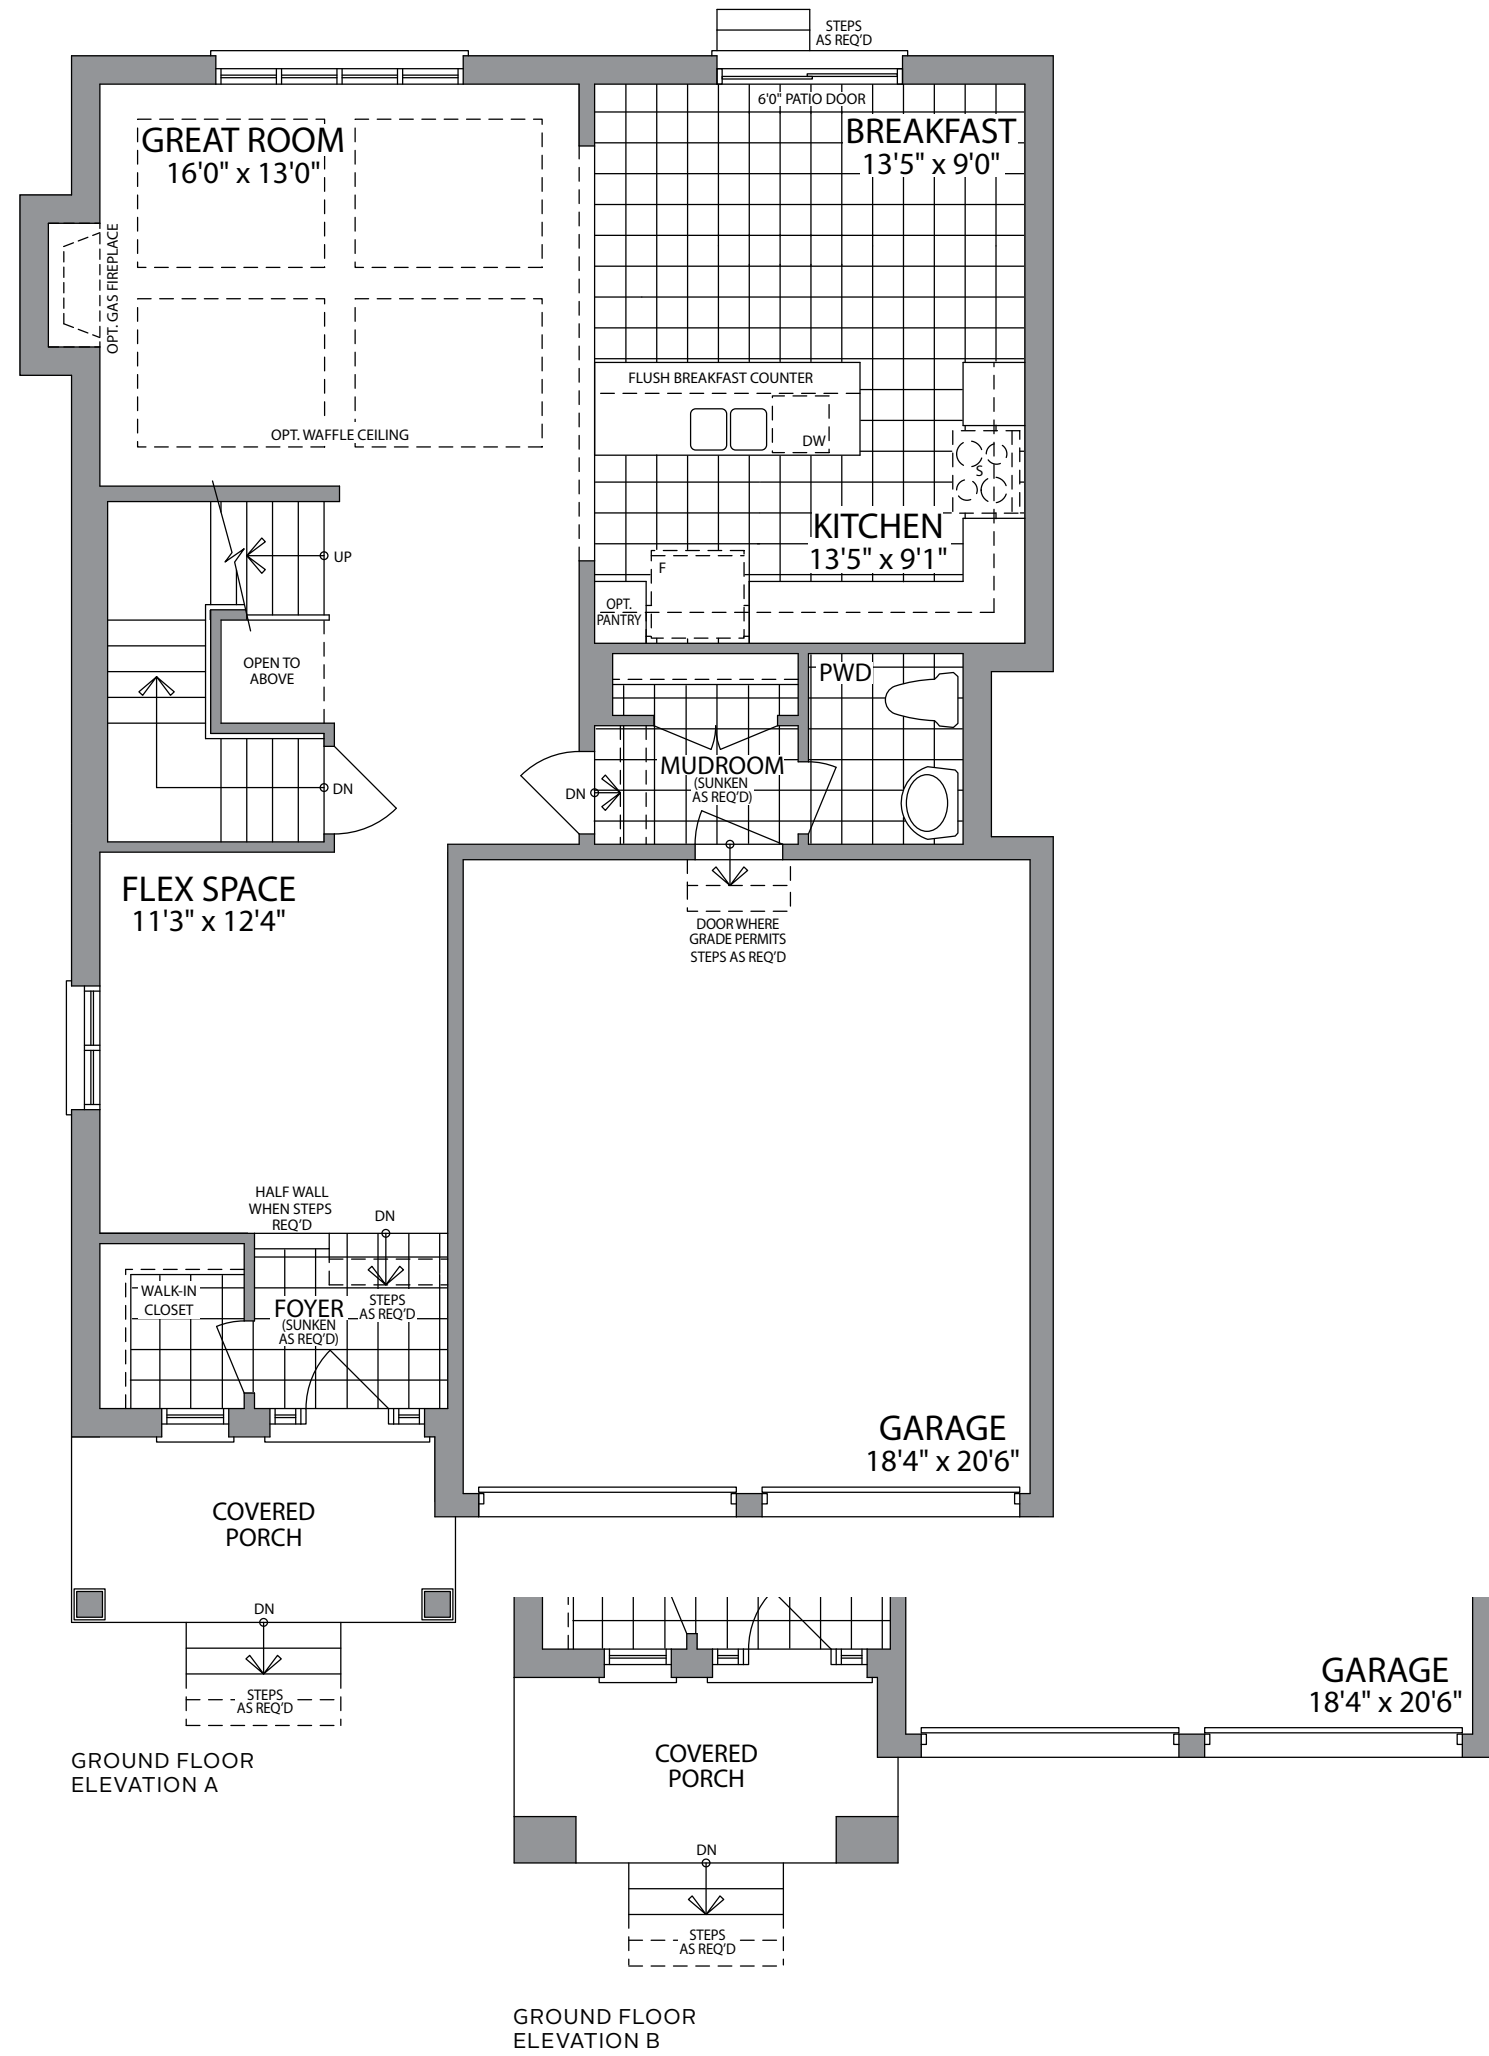 STEPS
AS REQ'D
6'0" PATIO DOOR
GREAT ROOM
16'0" x 13'0"
BREAKFAST
13'5" x 9'0"
OPT. GAS FIREPLACE
FLUSH BREAKFAST COUNTER
DW
OPT. WAFFLE CEILING
S
KITCHEN
13'5" x 9'1"
UP
F
OPT.
PANTRY
OPEN TO
ABOVE
PWD
MUDROOM
(SUNKEN
AS REQ'D)
DN
DN
FLEX SPACE
11'3" x 12'4"
DOOR WHERE
GRADE PERMITS
STEPS AS REQ'D
HALF WALL
WHEN STEPS
REQ'D
DN
WALK-IN
CLOSET
FOYER
(SUNKEN
AS REQ'D)
STEPS
AS REQ'D
GARAGE
18'4" x 20'6"
COVERED
PORCH
DN
STEPS
AS REQ'D
GROUND FLOOR
ELEVATION A
GARAGE
18'4" x 20'6"
COVERED
PORCH
DN
STEPS
AS REQ'D
GROUND FLOOR
ELEVATION B